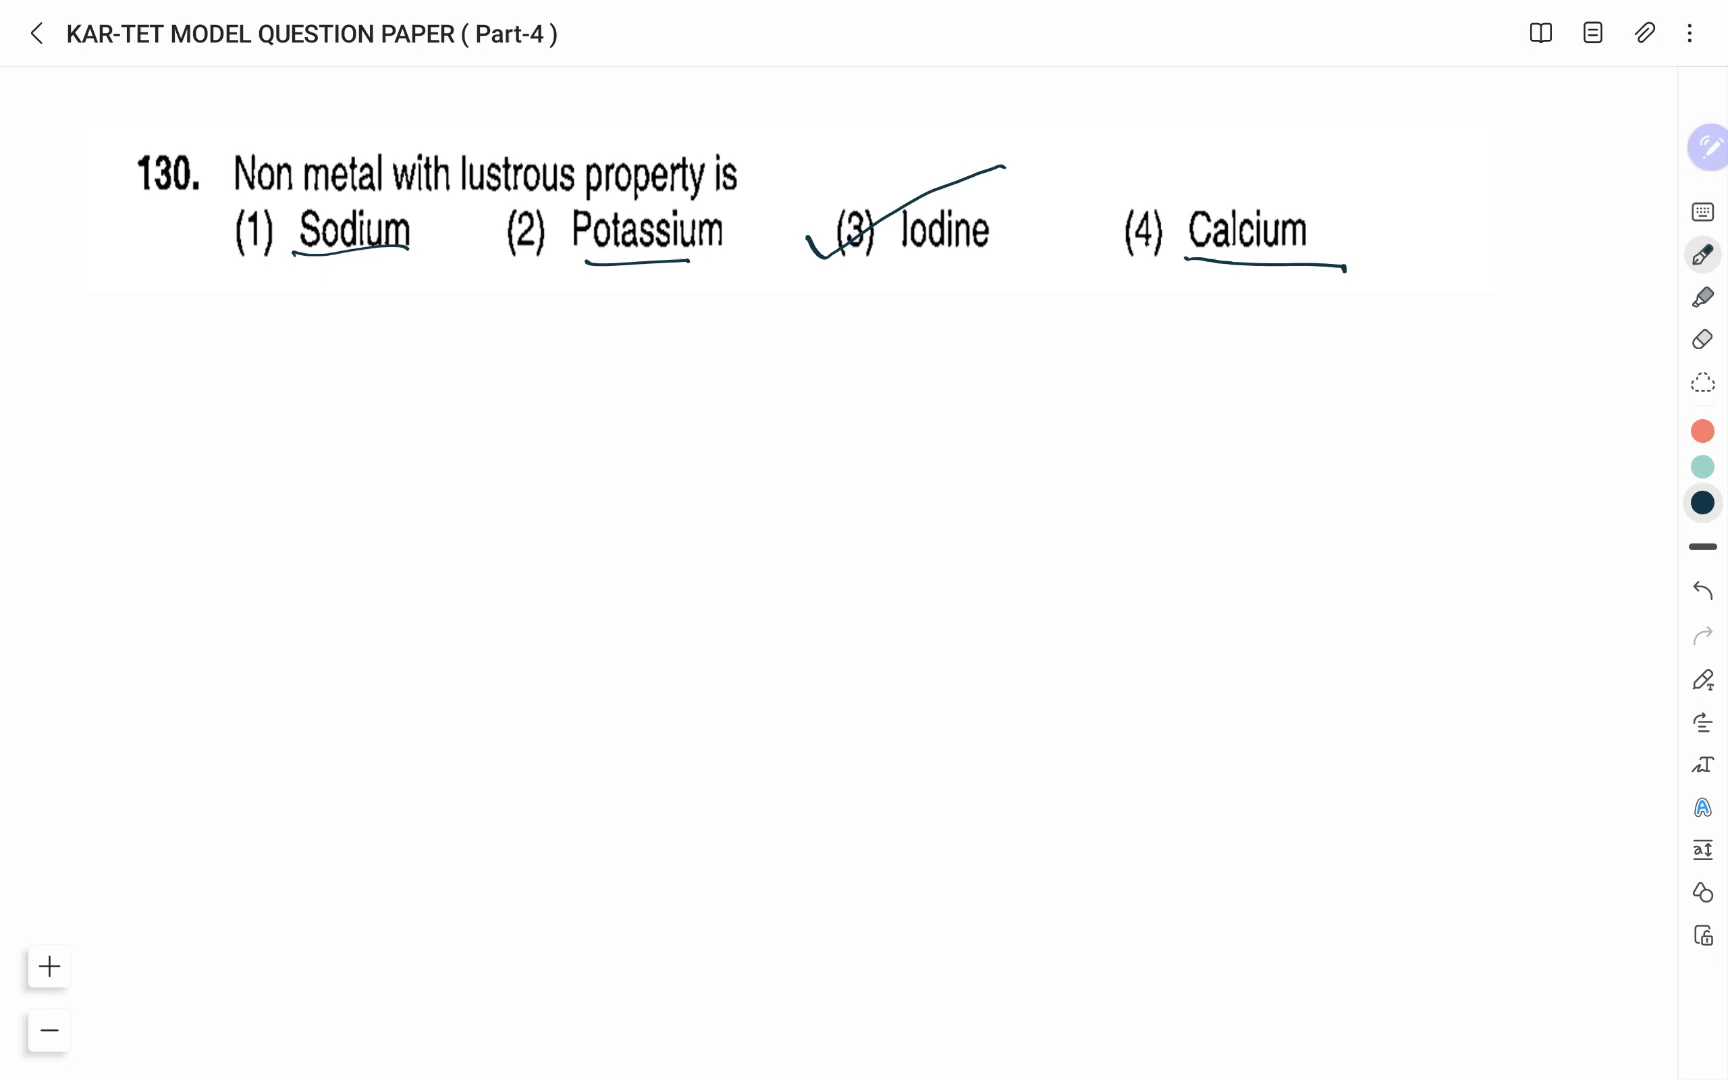 KAR-TET MODEL QUESTION PAPER ( Part-4 )
130. Non metal with lustrous property is
(1) Sodium (2) Potassium (3) Iodine (4) Calcium